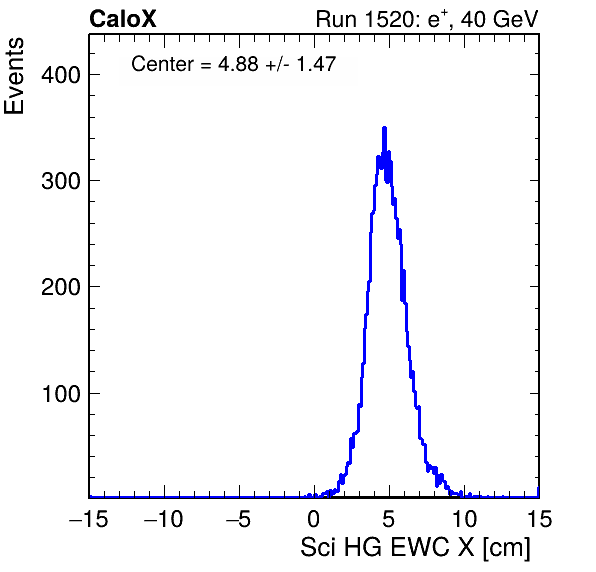 CaloX Run 1520: e⁺, 40 GeV
Events
Center = 4.88 +/- 1.47
400
300
200
100
−15 −10 −5 0 5 10 15
Sci HG EWC X [cm]